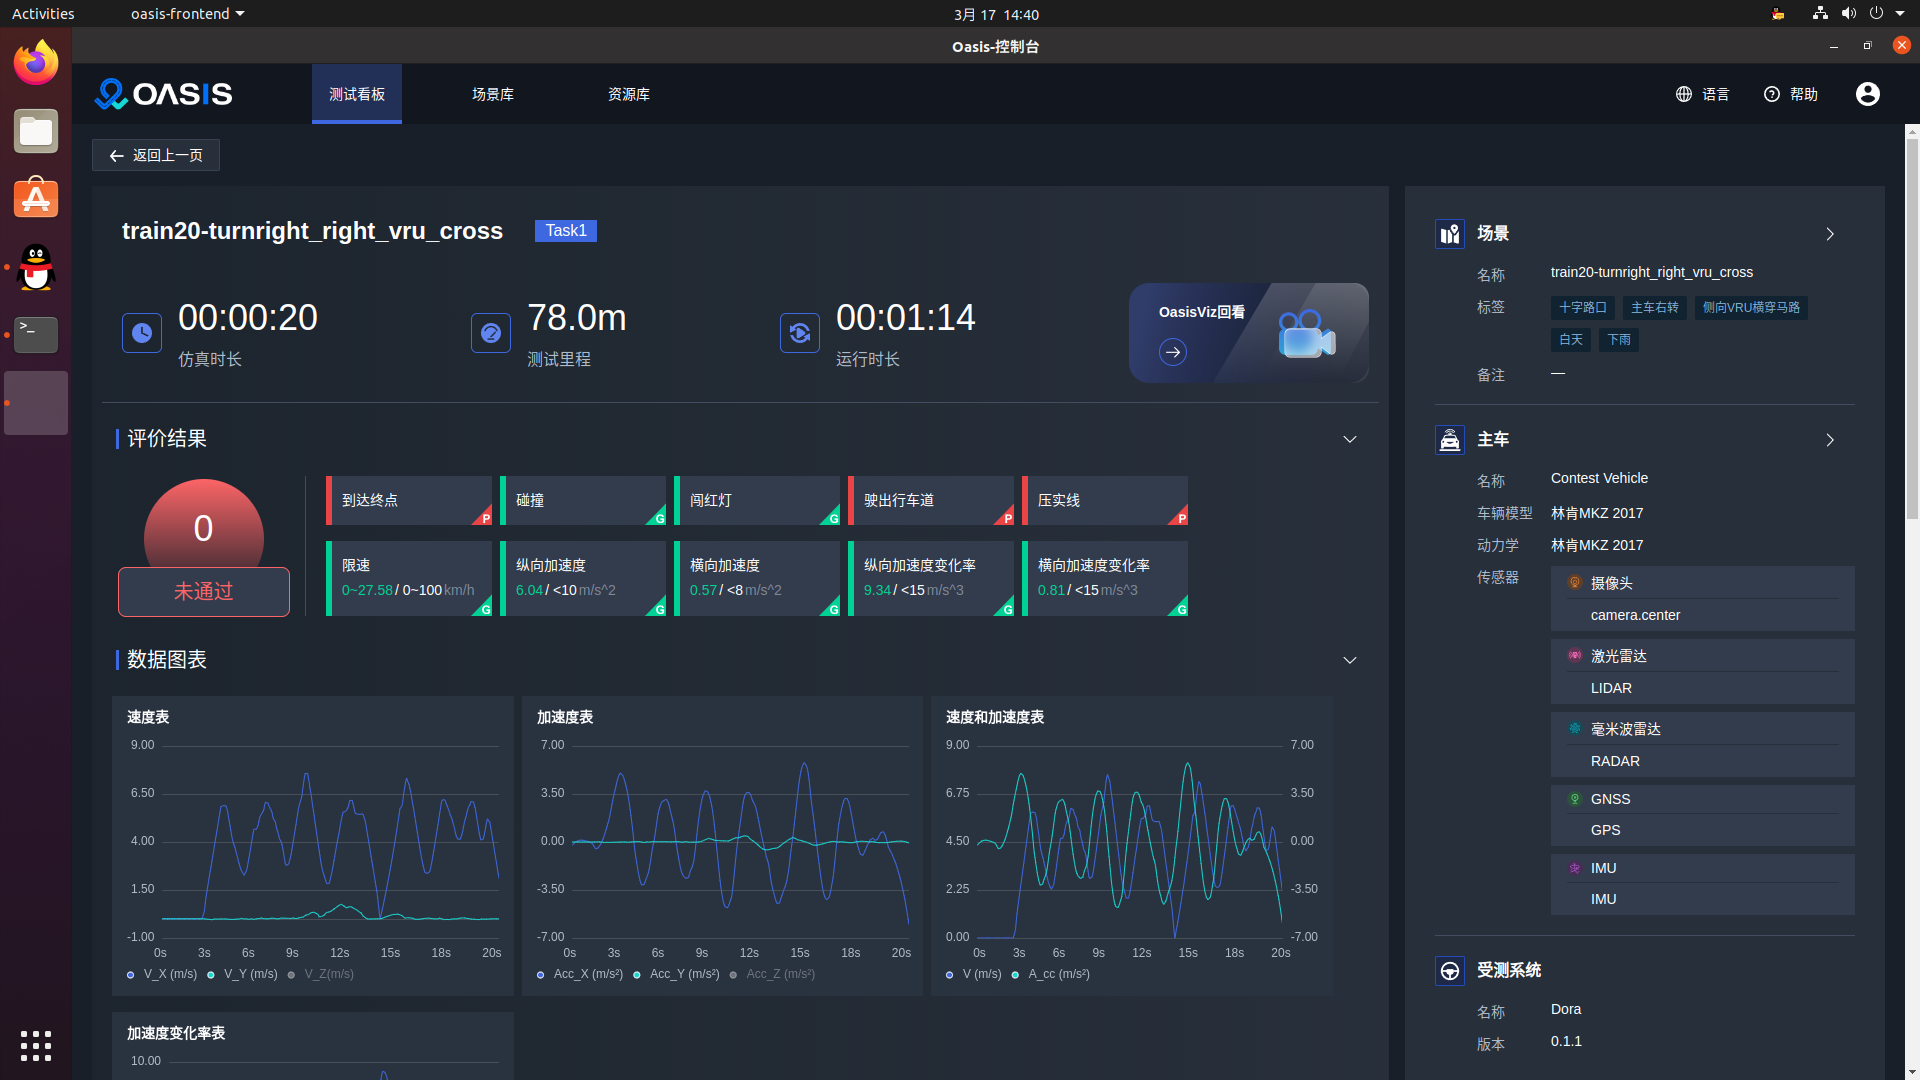 Activities
oasis-frontend
3月 17 14:40
Oasis-控制台
OASIS
测试看板
场景库
资源库
语言
帮助
返回上一页
train20-turnright_right_vru_cross
Task1
00:00:20
仿真时长
78.0m
测试里程
00:01:14
运行时长
OasisViz回看
评价结果
0
未通过
到达终点
P
碰撞
G
闯红灯
G
驶出行车道
P
压实线
P
限速
0~27.58/ 0~100 km/h
G
纵向加速度
6.04/ <10 m/s^2
G
横向加速度
0.57/ <8 m/s^2
G
纵向加速度变化率
9.34/ <15 m/s^3
G
横向加速度变化率
0.81/ <15 m/s^3
G
数据图表
速度表
9.00
6.50
4.00
1.50
-1.00
0s 3s 6s 9s 12s 15s 18s 20s
V_X (m/s) V_Y (m/s) V_Z(m/s)
加速度表
7.00
3.50
0.00
-3.50
-7.00
0s 3s 6s 9s 12s 15s 18s 20s
Acc_X (m/s²) Acc_Y (m/s²) Acc_Z (m/s²)
速度和加速度表
9.00 7.00
6.75 3.50
4.50 0.00
2.25 -3.50
0.00 -7.00
0s 3s 6s 9s 12s 15s 18s 20s
V (m/s) A_cc (m/s²)
加速度变化率表
10.00
场景
名称 train20-turnright_right_vru_cross
标签 十字路口 主车右转 侧向VRU横穿马路
白天 下雨
备注 —
主车
名称 Contest Vehicle
车辆模型 林肯MKZ 2017
动力学 林肯MKZ 2017
传感器 摄像头
camera.center
激光雷达
LIDAR
毫米波雷达
RADAR
GNSS
GPS
IMU
IMU
受测系统
名称 Dora
版本 0.1.1